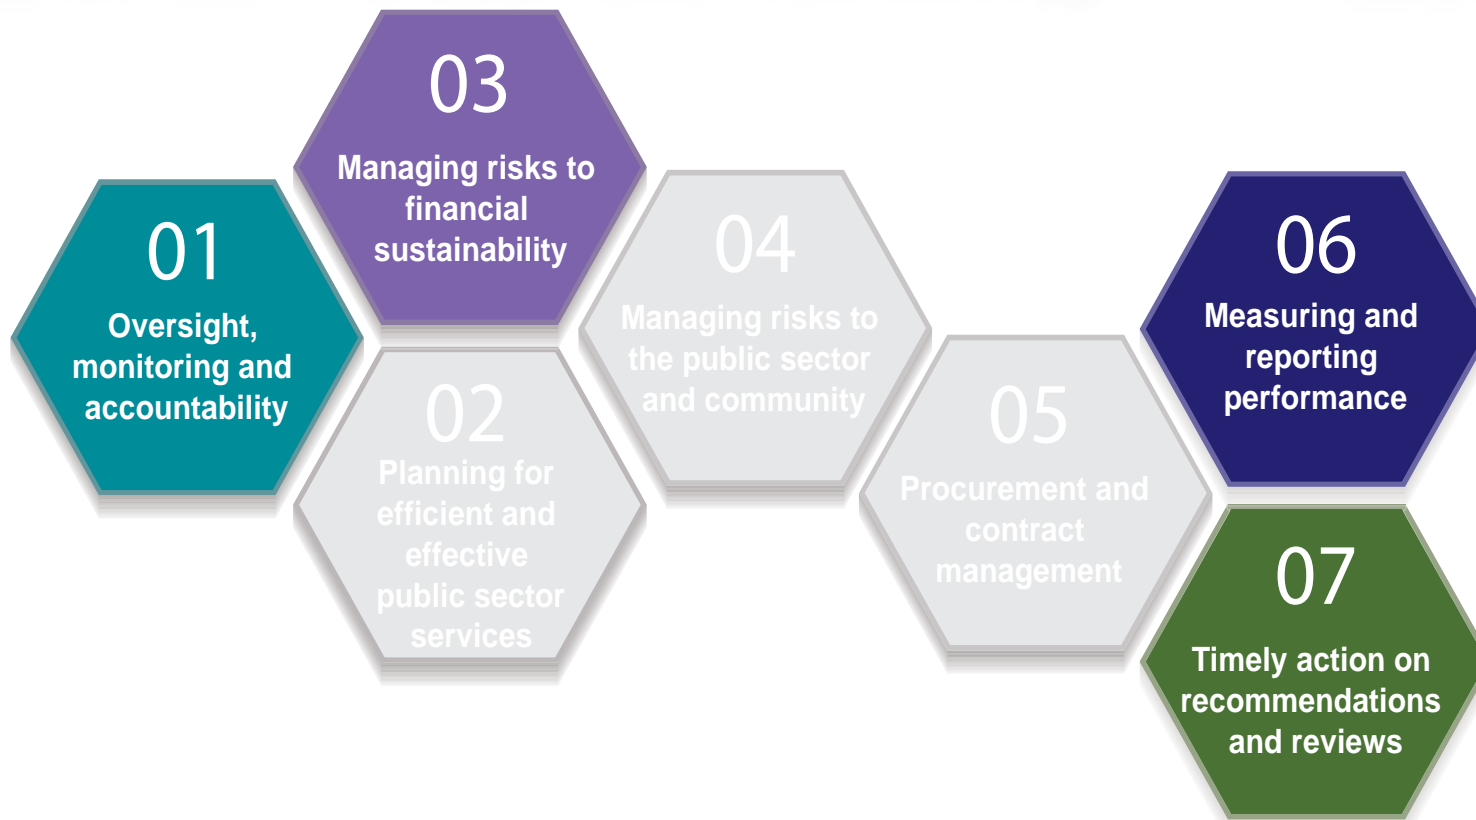 01
Oversight,
monitoring and
accountability
02
Planning for
efficient and
effective
public sector
services
03
Managing risks to
financial
sustainability
04
Managing risks to
the public sector
and community
05
Procurement and
contract
management
06
Measuring and
reporting
performance
07
Timely action on
recommendations
and reviews